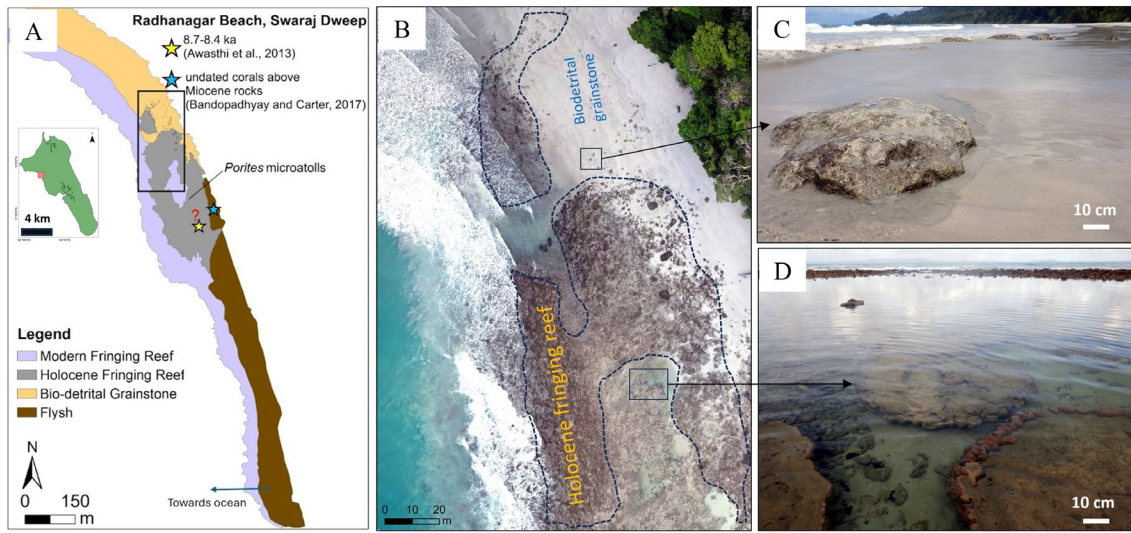 A
Radhanagar Beach, Swaraj Dweep
8.7-8.4 ka
(Awasthi et al., 2013)
undated corals above
Miocene rocks
(Bandopadhyay and Carter, 2017)
Porites microatolls
?
4 km
Legend
Modern Fringing Reef
Holocene Fringing Reef
Bio-detrital Grainstone
Flysh
N
0 150
m
Towards ocean
B
Biodetrital
grainstone
Holocene fringing reef
0 10 20
m
C
10 cm
D
10 cm